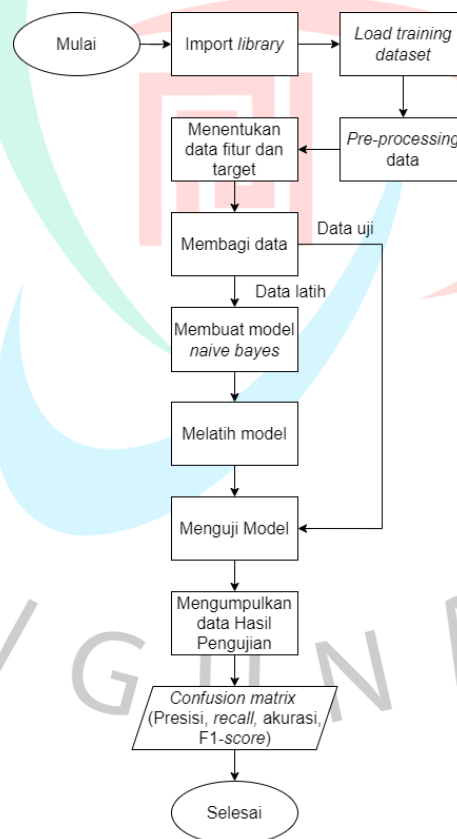 Mulai
Import library
Load training
dataset
Pre-processing
data
Menentukan
data fitur dan
target
Membagi data
Data uji
Data latih
Membuat model
naive bayes
Melatih model
Menguji Model
Mengumpulkan
data Hasil
Pengujian
Confusion matrix
(Presisi, recall, akurasi,
F1-score)
Selesai